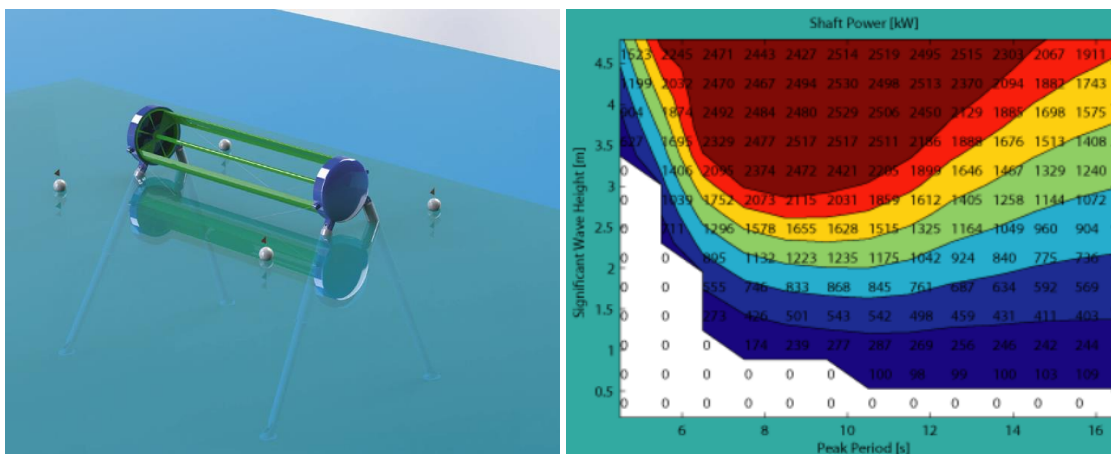 Shaft Power [kW]
4.5
4
3.5
3
2.5
2
1.5
1
0.5
Significant Wave Height [m]
1523 2245 2471 2443 2427 2514 2519 2495 2515 2303 2067 1911
1199 2032 2470 2467 2494 2530 2498 2513 2370 2094 1882 1743
904 1874 2492 2484 2480 2529 2506 2450 2129 1885 1698 1575
627 1695 2329 2477 2517 2517 2511 2186 1888 1676 1513 1408
0 1406 2095 2374 2472 2421 2205 1899 1646 1467 1329 1240
0 1039 1752 2073 2115 2031 1859 1612 1405 1258 1144 1072
0 711 1296 1578 1655 1628 1515 1325 1164 1049 960 904
0 0 895 1132 1223 1235 1175 1042 924 840 775 736
0 0 555 746 833 868 845 761 687 634 592 569
0 0 273 426 501 543 542 498 459 431 411 403
0 0 0 174 239 277 287 269 256 246 242 244
0 0 0 0 0 0 100 98 99 100 103 109
0 0 0 0 0 0 0 0 0 0 0 0
6 8 10 12 14 16
Peak Period [s]